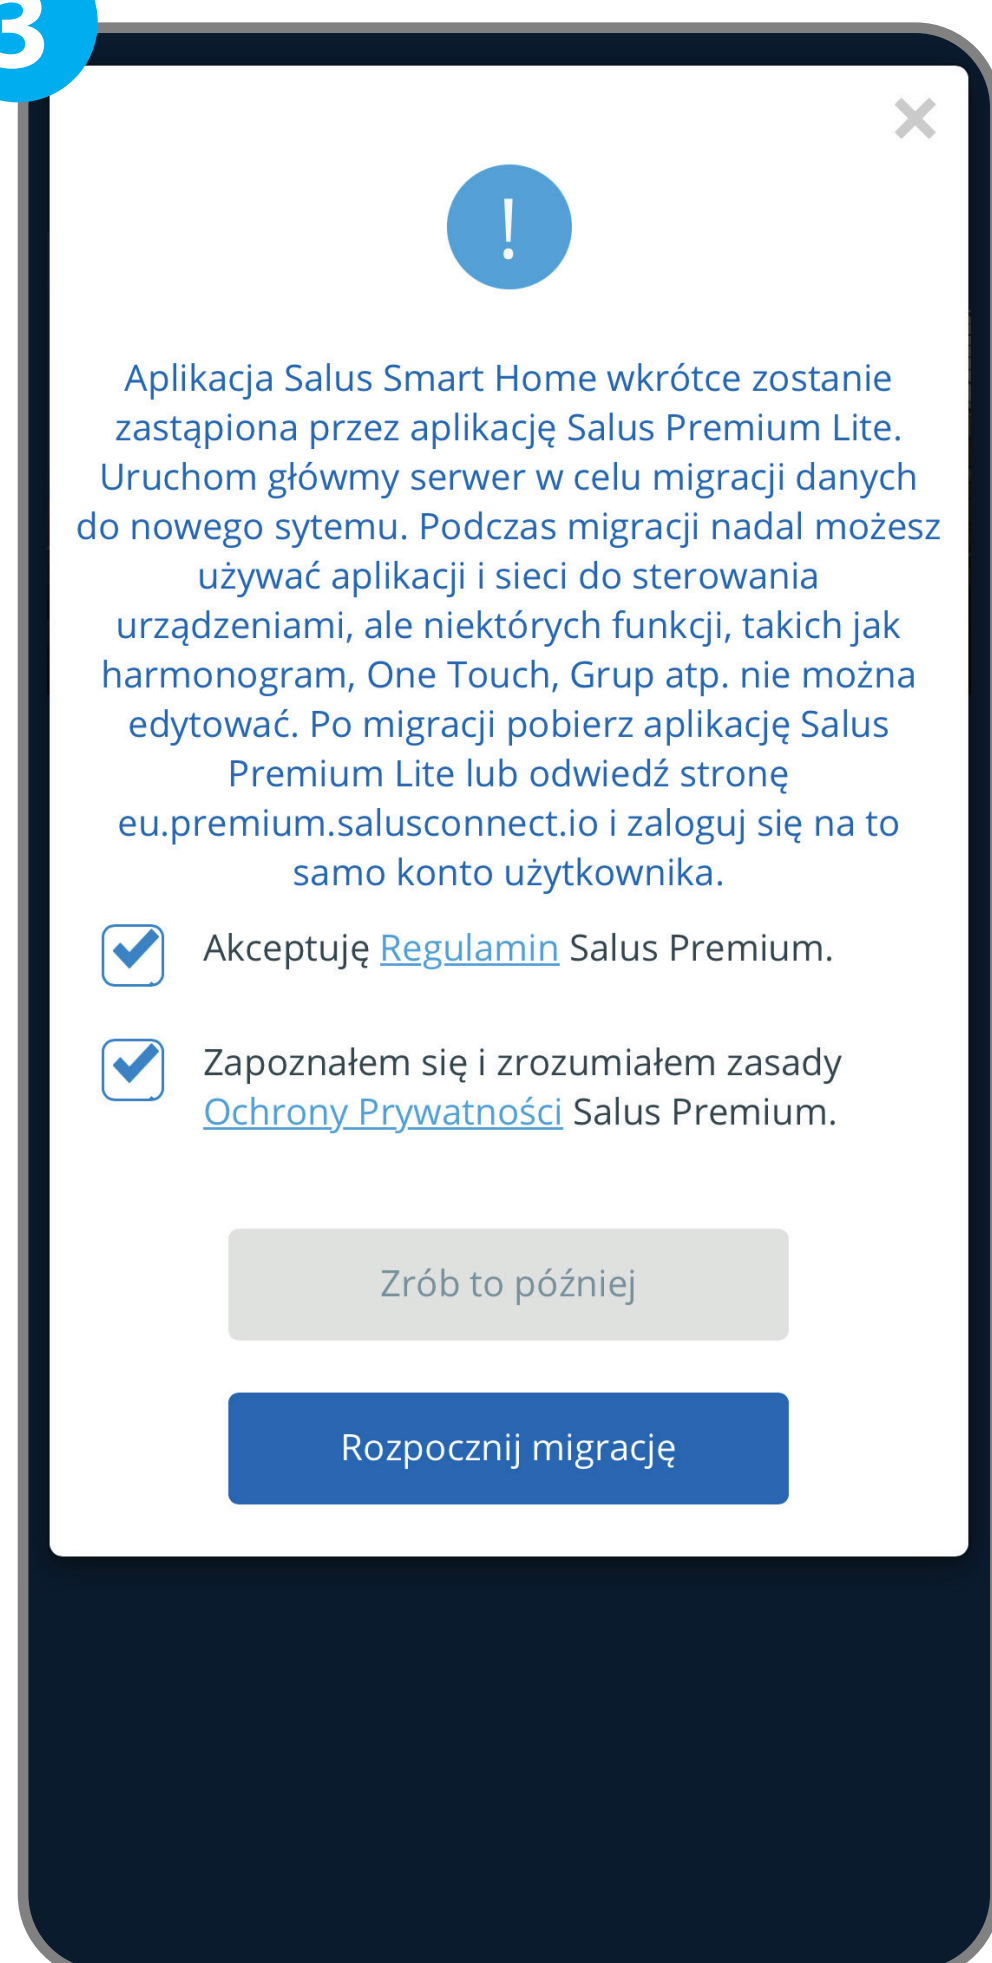 3
!
Aplikacja Salus Smart Home wkrótce zostanie
zastąpiona przez aplikację Salus Premium Lite.
Uruchom główmy serwer w celu migracji danych
do nowego sytemu. Podczas migracji nadal możesz
używać aplikacji i sieci do sterowania
urządzeniami, ale niektórych funkcji, takich jak
harmonogram, One Touch, Grup atp. nie można
edytować. Po migracji pobierz aplikację Salus
Premium Lite lub odwiedź stronę
eu.premium.salusconnect.io i zaloguj się na to
samo konto użytkownika.
Akceptuję Regulamin Salus Premium.
Zapoznałem się i zrozumiałem zasady
Ochrony Prywatności Salus Premium.
Zrób to później
Rozpocznij migrację